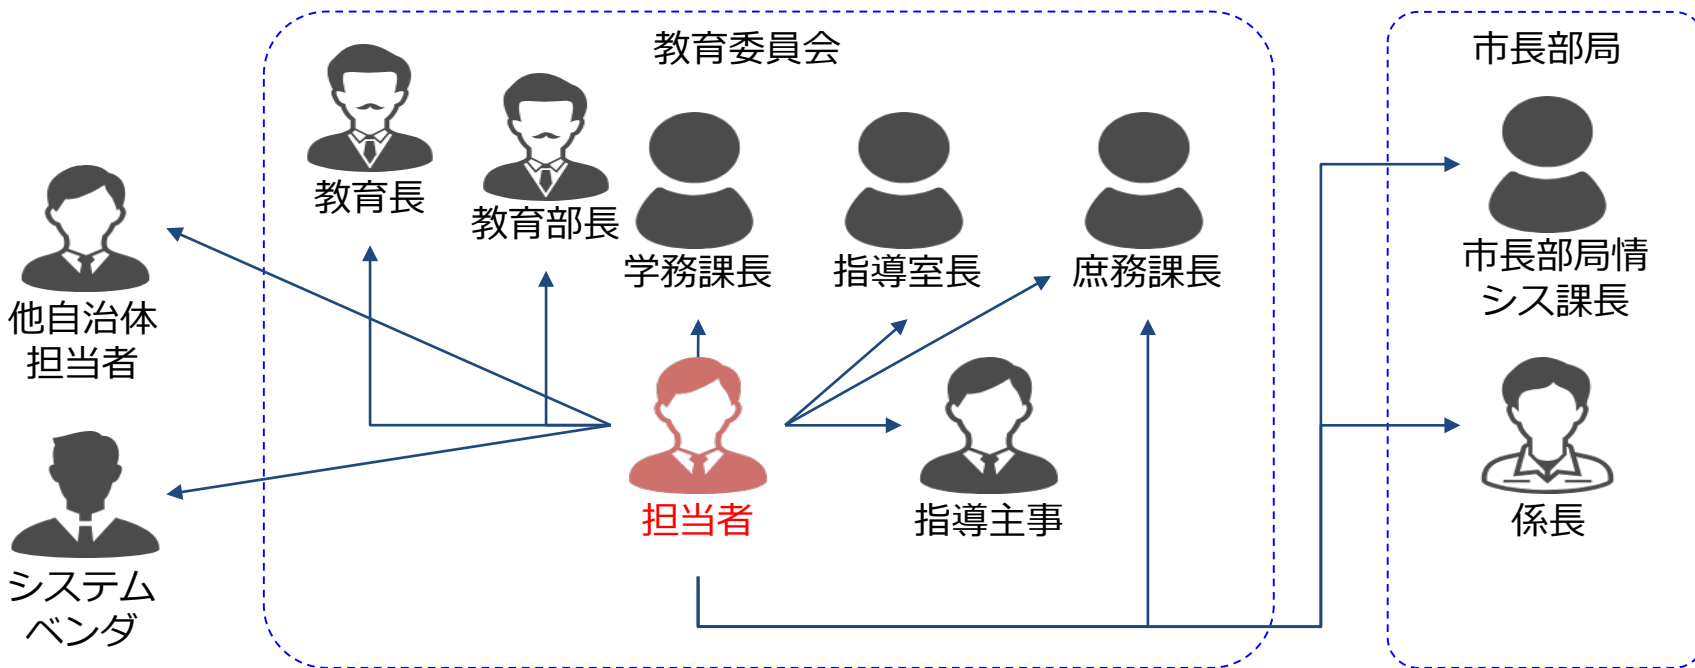 教育委員会
市長部局
教育長
教育部長
学務課長
指導室長
庶務課長
市長部局情
シス課長
他自治体
担当者
担当者
指導主事
係長
システム
ベンダ